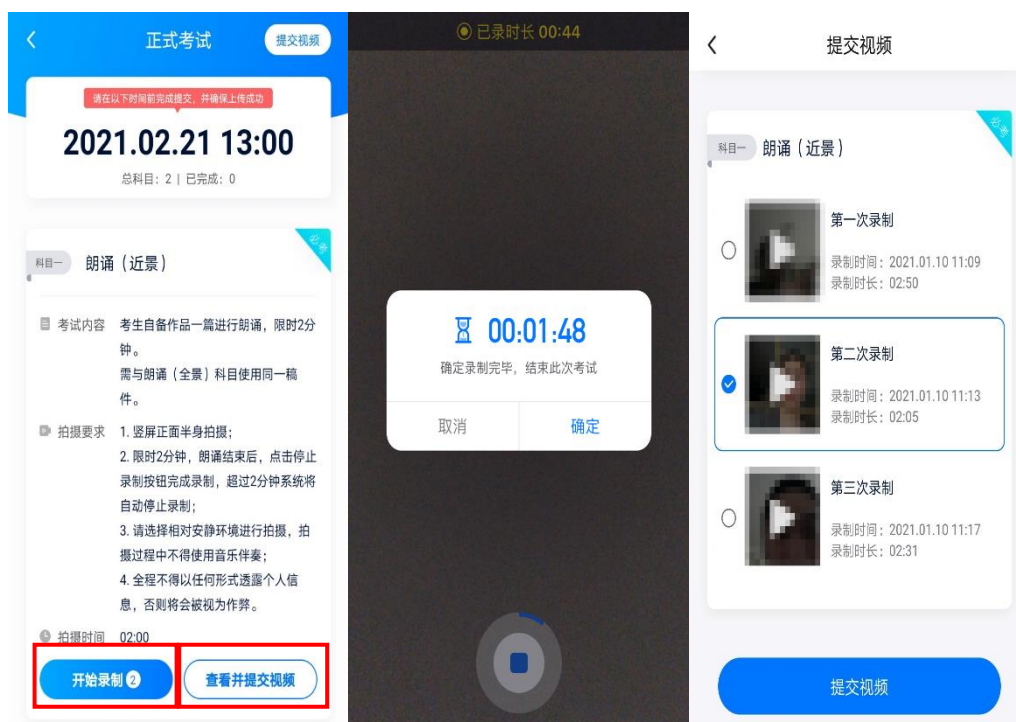 正式考试
提交视频
请在以下时间前完成提交，并确保上传成功
2021.02.21 13:00
总科目：2 | 已完成：0
必考
科目一
朗诵（近景）
考试内容
考生自备作品一篇进行朗诵，限时2分
钟。
需与朗诵（全景）科目使用同一稿
件。
拍摄要求
1. 竖屏正面半身拍摄；
2. 限时2分钟，朗诵结束后，点击停止
录制按钮完成录制，超过2分钟系统将
自动停止录制；
3. 请选择相对安静环境进行拍摄，拍
摄过程中不得使用音乐伴奏；
4. 全程不得以任何形式透露个人信
息，否则将会被视为作弊。
拍摄时间
02:00
开始录制 2
查看并提交视频
已录时长 00:44
00:01:48
确定录制完毕，结束此次考试
取消
确定
提交视频
必考
科目一
朗诵（近景）
第一次录制
录制时间：2021.01.10 11:09
录制时长：02:50
第二次录制
录制时间：2021.01.10 11:13
录制时长：02:05
第三次录制
录制时间：2021.01.10 11:17
录制时长：02:31
提交视频